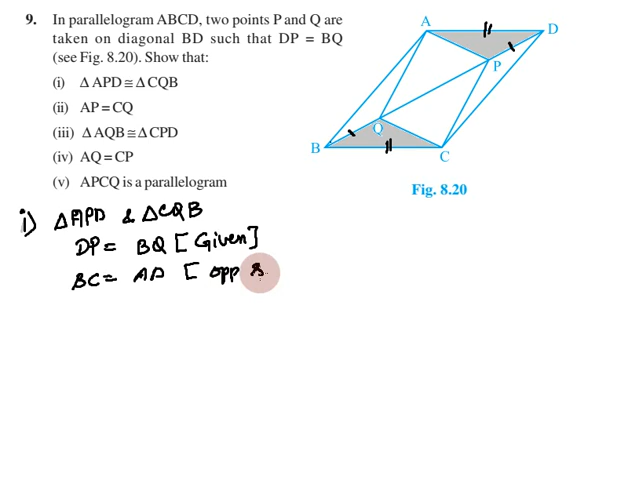 9. In parallelogram ABCD, two points P and Q are
taken on diagonal BD such that DP = BQ
(see Fig. 8.20). Show that:
(i) Δ APD ≅ Δ CQB
(ii) AP = CQ
(iii) Δ AQB ≅ Δ CPD
(iv) AQ = CP
(v) APCQ is a parallelogram
A
D
P
Q
B
C
Fig. 8.20
i) Δ APD & Δ CQB
DP = BQ [Given]
BC = AD [opp s